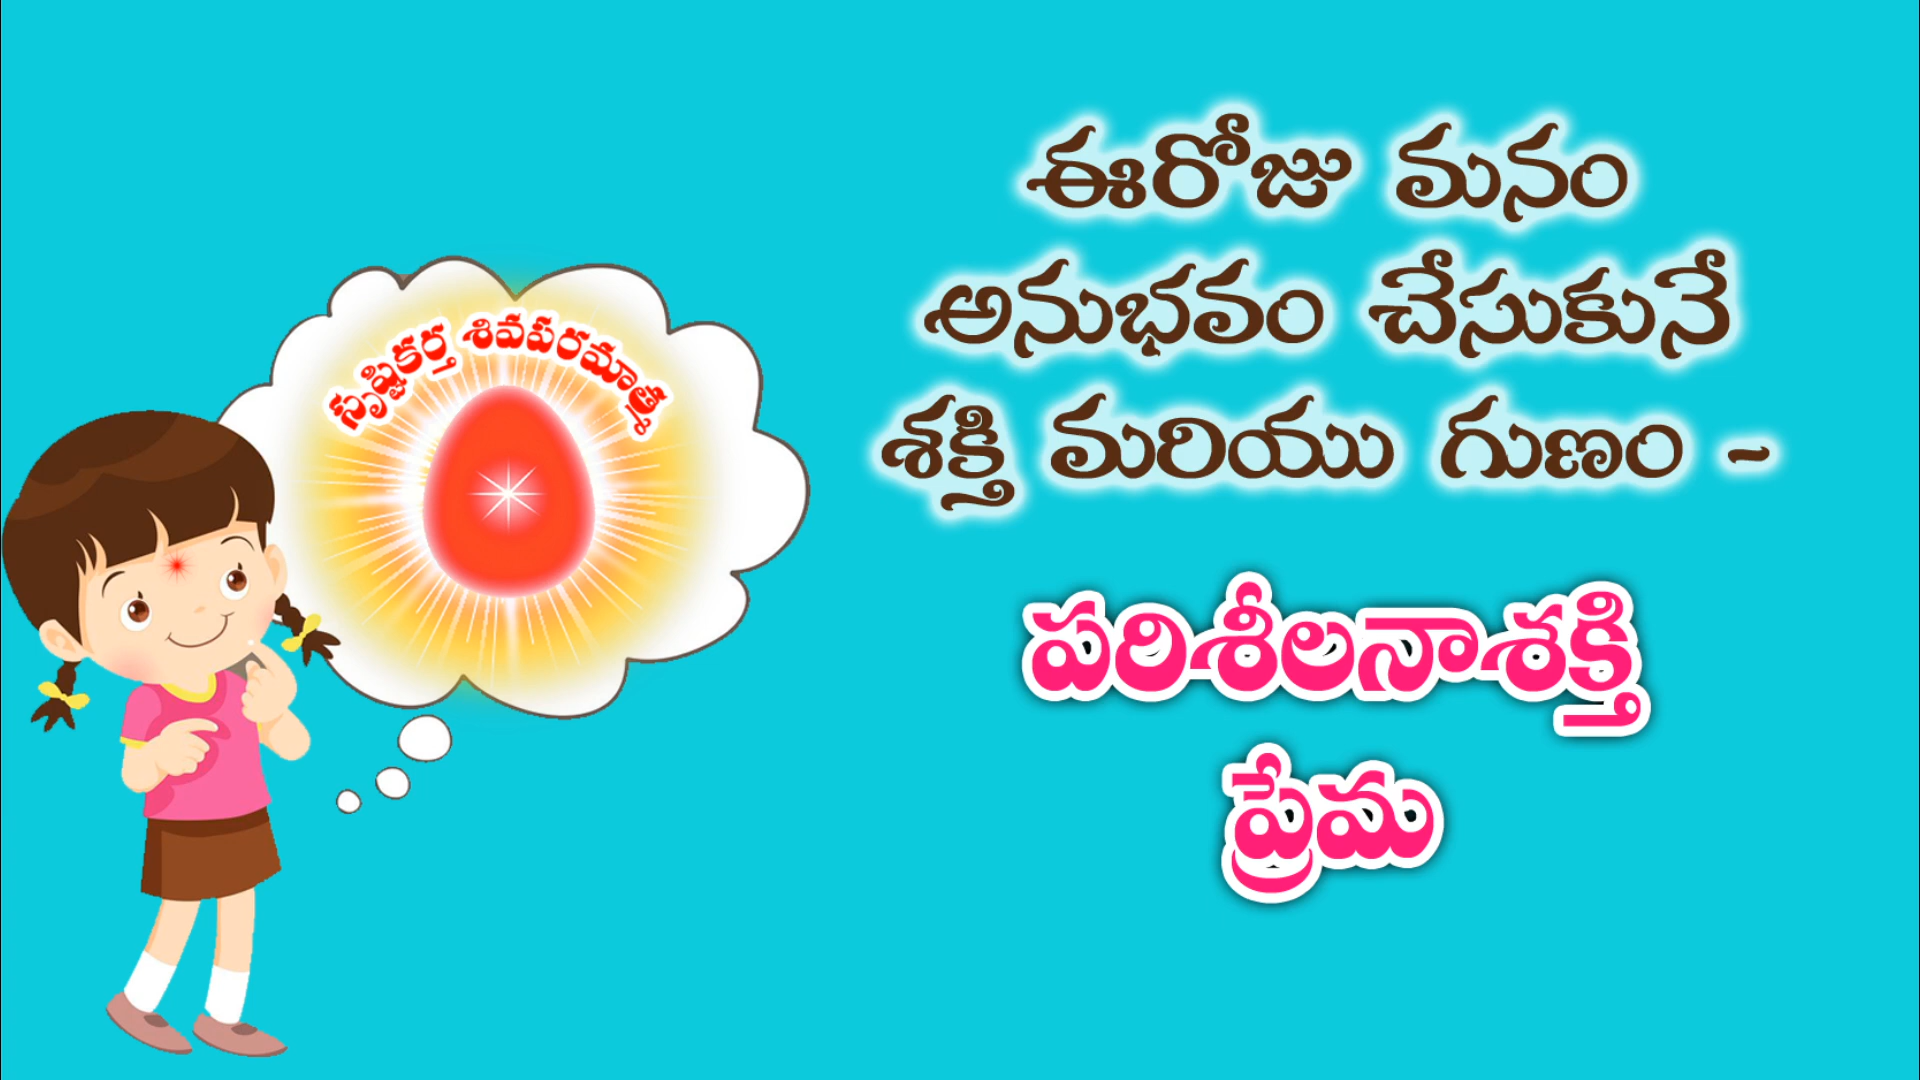 సృష్టికర్త శివపరమాత్మ
ఈరోజు మనం
అనుభవం చేసుకునే
శక్తి మరియు గుణం -
పరిశీలనాశక్తి
ప్రేమ